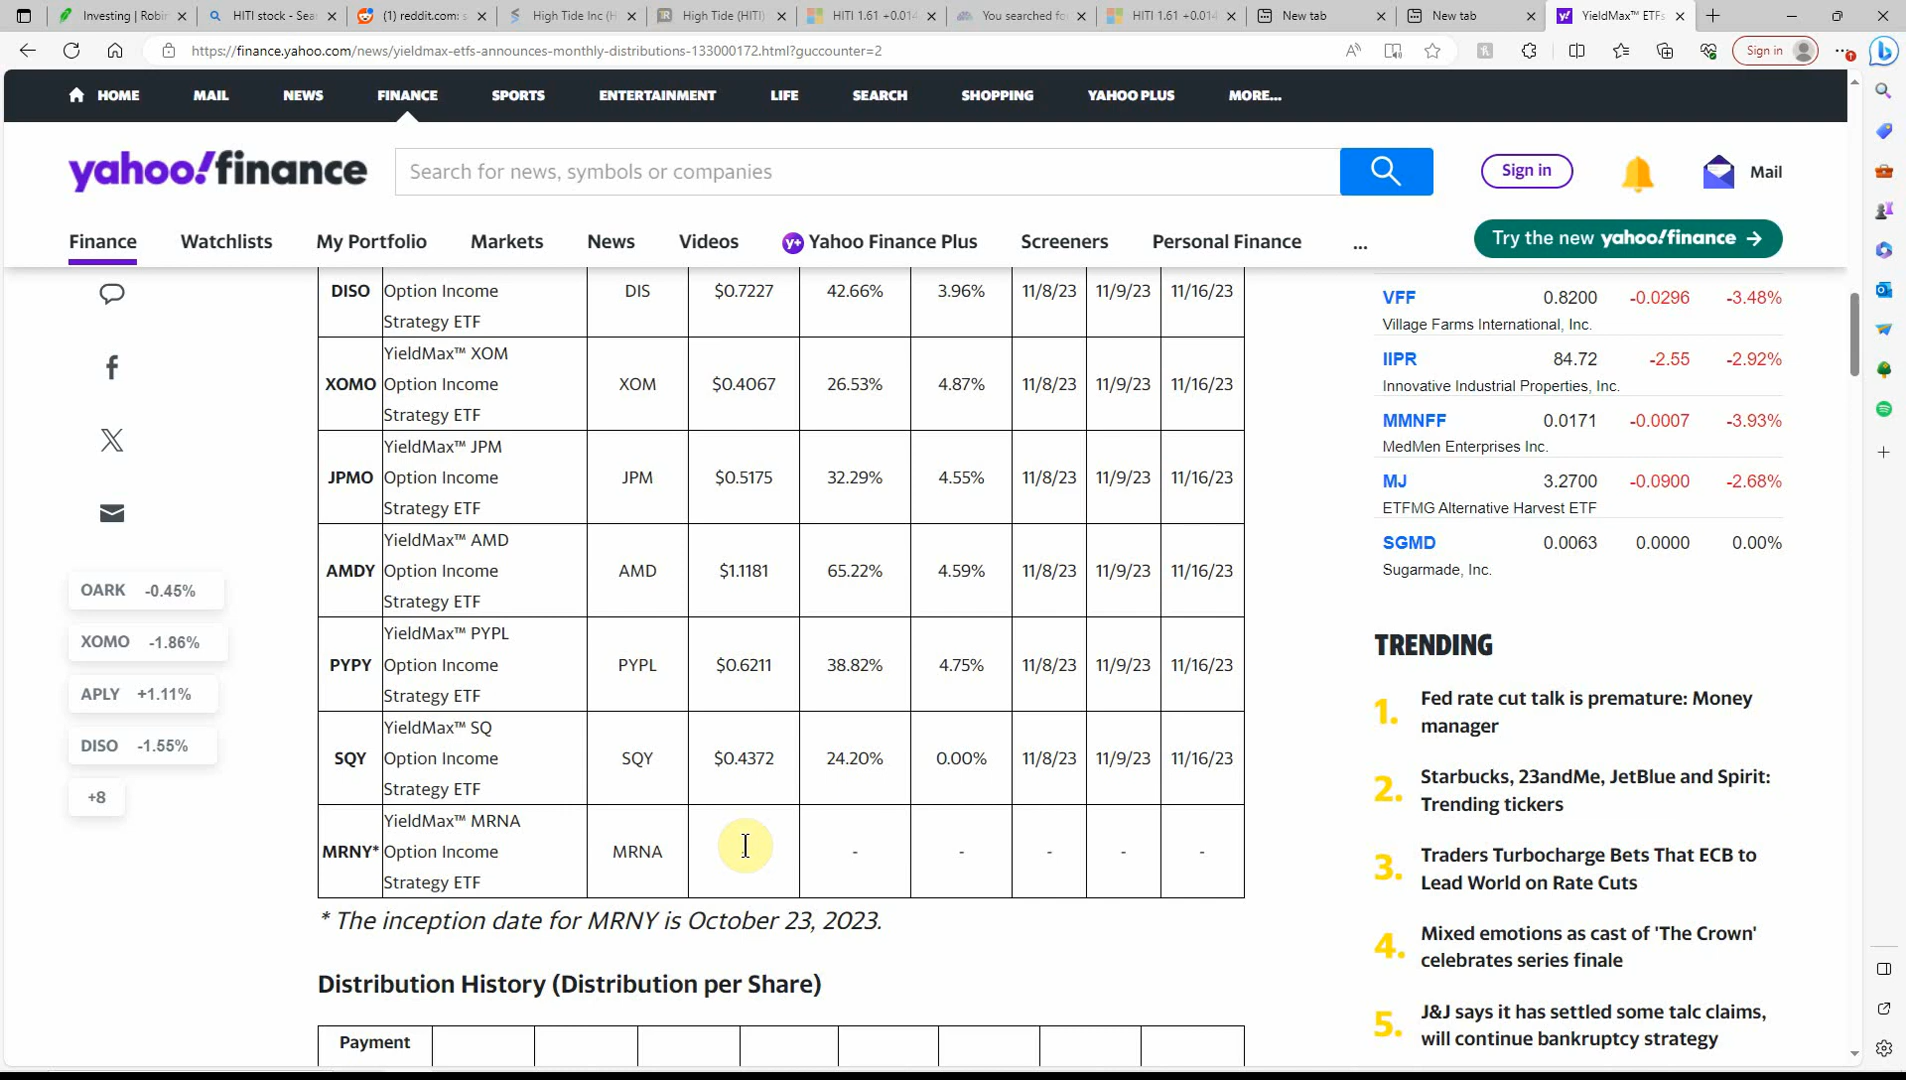 Investing | Robin
HITI stock - Sea
(1) reddit.com: s
High Tide Inc (H
High Tide (HITI)
HITI 1.61 +0.014
You searched fo
HITI 1.61 +0.014
New tab
New tab
YieldMax™ ETFs
https://finance.yahoo.com/news/yieldmax-etfs-announces-monthly-distributions-133000172.html?guccounter=2
Sign in
HOME MAIL NEWS FINANCE SPORTS ENTERTAINMENT LIFE SEARCH SHOPPING YAHOO PLUS MORE...
yahoo!finance
Search for news, symbols or companies
Sign in
Mail
Finance Watchlists My Portfolio Markets News Videos Yahoo Finance Plus Screeners Personal Finance ...
Try the new yahoo!finance →
DISO Option Income DIS $0.7227 42.66% 3.96% 11/8/23 11/9/23 11/16/23
Strategy ETF
YieldMax™ XOM
XOMO Option Income XOM $0.4067 26.53% 4.87% 11/8/23 11/9/23 11/16/23
Strategy ETF
YieldMax™ JPM
JPMO Option Income JPM $0.5175 32.29% 4.55% 11/8/23 11/9/23 11/16/23
Strategy ETF
YieldMax™ AMD
AMDY Option Income AMD $1.1181 65.22% 4.59% 11/8/23 11/9/23 11/16/23
Strategy ETF
YieldMax™ PYPL
PYPY Option Income PYPL $0.6211 38.82% 4.75% 11/8/23 11/9/23 11/16/23
Strategy ETF
YieldMax™ SQ
SQY Option Income SQY $0.4372 24.20% 0.00% 11/8/23 11/9/23 11/16/23
Strategy ETF
YieldMax™ MRNA
MRNY* Option Income MRNA - - - - -
Strategy ETF
* The inception date for MRNY is October 23, 2023.
Distribution History (Distribution per Share)
Payment
OARK -0.45%
XOMO -1.86%
APLY +1.11%
DISO -1.55%
+8
VFF 0.8200 -0.0296 -3.48%
Village Farms International, Inc.
IIPR 84.72 -2.55 -2.92%
Innovative Industrial Properties, Inc.
MMNFF 0.0171 -0.0007 -3.93%
MedMen Enterprises Inc.
MJ 3.2700 -0.0900 -2.68%
ETFMG Alternative Harvest ETF
SGMD 0.0063 0.0000 0.00%
Sugarmade, Inc.
TRENDING
1. Fed rate cut talk is premature: Money
manager
2. Starbucks, 23andMe, JetBlue and Spirit:
Trending tickers
3. Traders Turbocharge Bets That ECB to
Lead World on Rate Cuts
4. Mixed emotions as cast of 'The Crown'
celebrates series finale
5. J&J says it has settled some talc claims,
will continue bankruptcy strategy